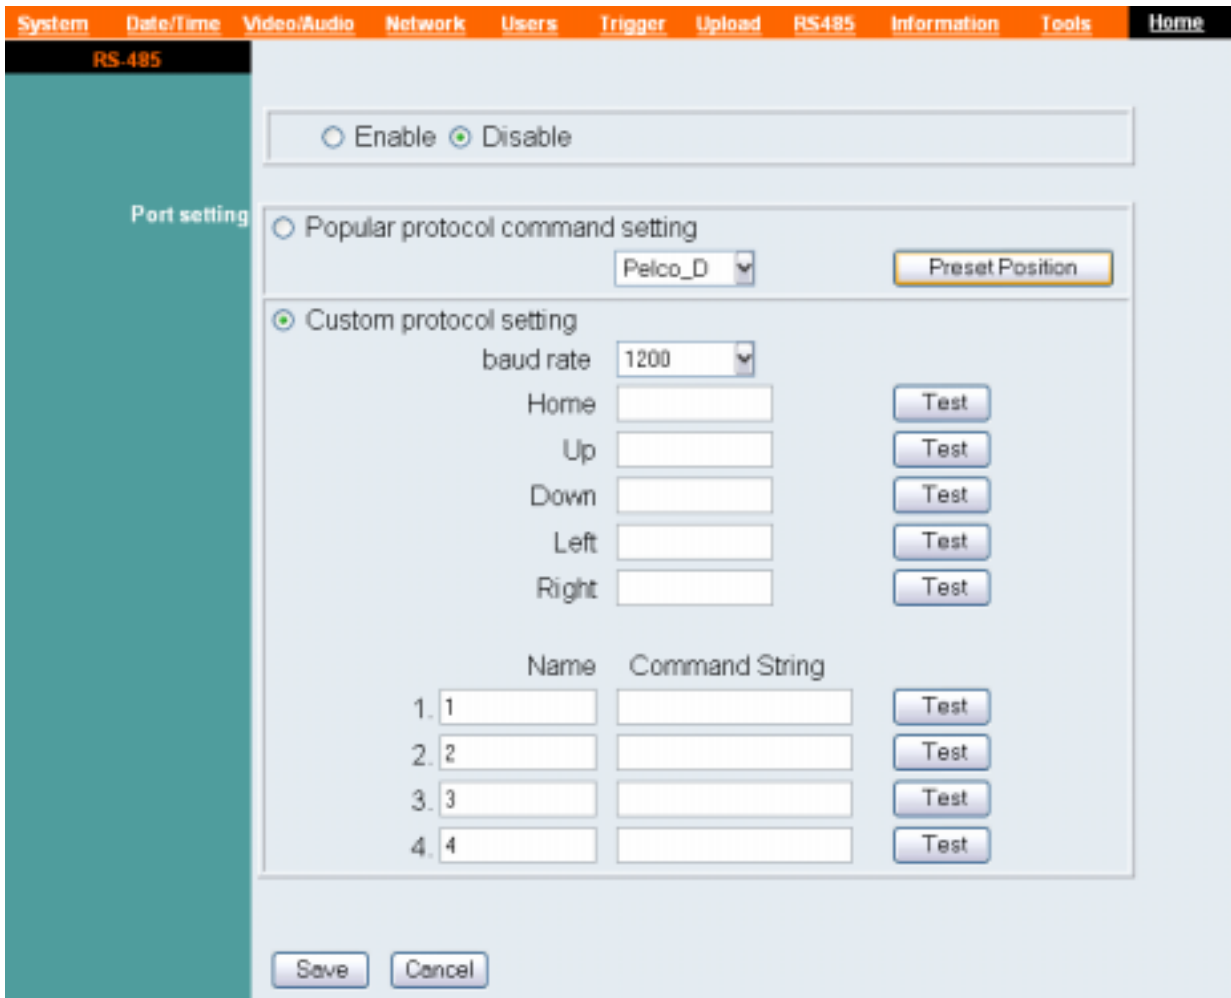 System Date/Time Video/Audio Network Users Trigger Upload RS485 Information Tools Home
RS-485
Enable Disable
Port setting
Popular protocol command setting
Pelco_D Preset Position
Custom protocol setting
baud rate 1200
Home Test
Up Test
Down Test
Left Test
Right Test
Name Command String
1. 1 Test
2. 2 Test
3. 3 Test
4. 4 Test
Save Cancel